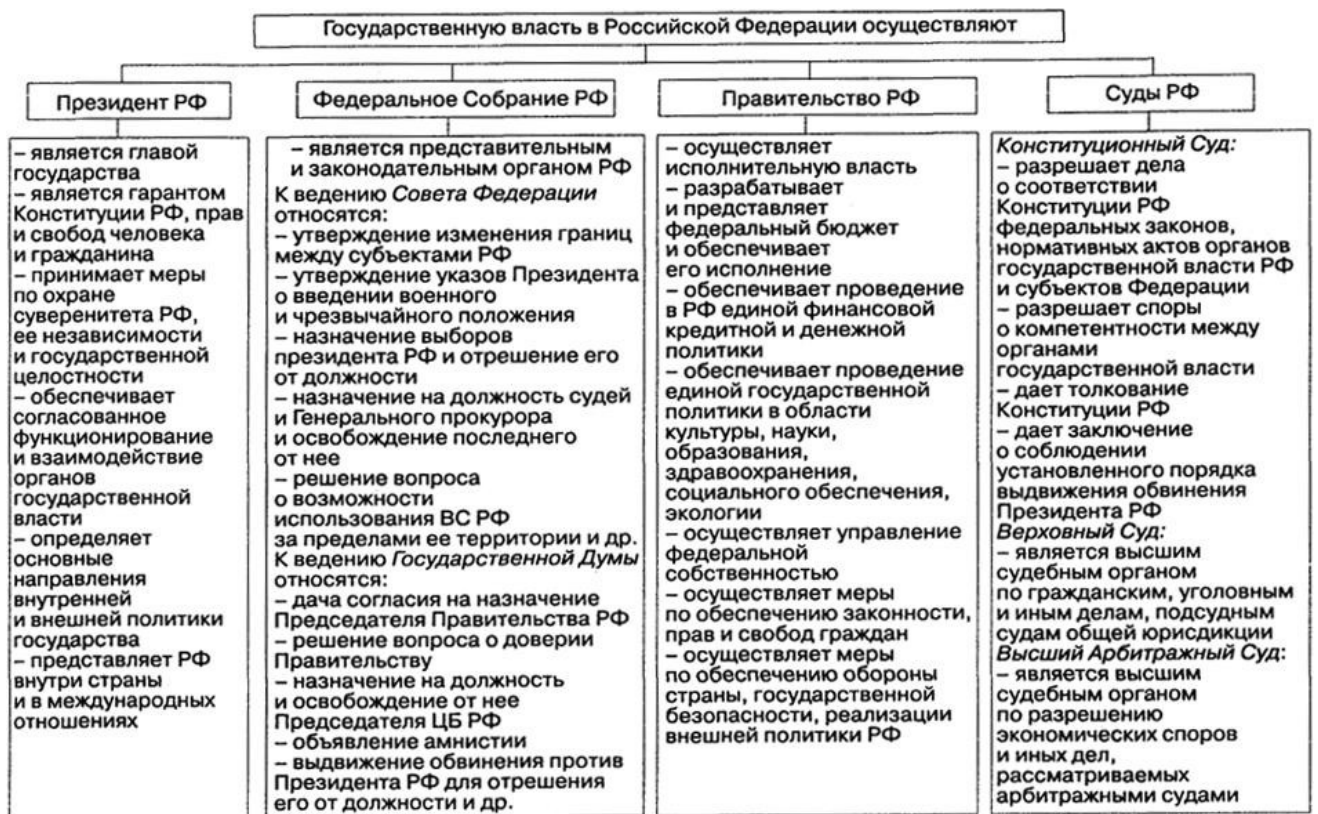 Государственную власть в Российской Федерации осуществляют
Президент РФ
– является главой
государства
– является гарантом
Конституции РФ, прав
и свобод человека
и гражданина
– принимает меры
по охране
суверенитета РФ,
ее независимости
и государственной
целостности
– обеспечивает
согласованное
функционирование
и взаимодействие
органов
государственной
власти
– определяет
основные
направления
внутренней
и внешней политики
государства
– представляет РФ
внутри страны
и в международных
отношениях
Федеральное Собрание РФ
– является представительным
и законодательным органом РФ
К ведению Совета Федерации
относятся:
– утверждение изменения границ
между субъектами РФ
– утверждение указов Президента
о введении военного
и чрезвычайного положения
– назначение выборов
президента РФ и отрешение его
от должности
– назначение на должность судей
и Генерального прокурора
и освобождение последнего
от нее
– решение вопроса
о возможности
использования ВС РФ
за пределами ее территории и др.
К ведению Государственной Думы
относятся:
– дача согласия на назначение
Председателя Правительства РФ
– решение вопроса о доверии
Правительству
– назначение на должность
и освобождение от нее
Председателя ЦБ РФ
– объявление амнистии
– выдвижение обвинения против
Президента РФ для отрешения
его от должности и др.
Правительство РФ
– осуществляет
исполнительную власть
– разрабатывает
и представляет
федеральный бюджет
и обеспечивает
его исполнение
– обеспечивает проведение
в РФ единой финансовой
кредитной и денежной
политики
– обеспечивает проведение
единой государственной
политики в области
культуры, науки,
образования,
здравоохранения,
социального обеспечения,
экологии
– осуществляет управление
федеральной
собственностью
– осуществляет меры
по обеспечению законности,
прав и свобод граждан
– осуществляет меры
по обеспечению обороны
страны, государственной
безопасности, реализации
внешней политики РФ
Суды РФ
Конституционный Суд:
– разрешает дела
о соответствии
Конституции РФ
федеральных законов,
нормативных актов органов
государственной власти РФ
и субъектов Федерации
– разрешает споры
о компетентности между
органами
государственной власти
– дает толкование
Конституции РФ
– дает заключение
о соблюдении
установленного порядка
выдвижения обвинения
Президента РФ
Верховный Суд:
– является высшим
судебным органом
по гражданским, уголовным
и иным делам, подсудным
судам общей юрисдикции
Высший Арбитражный Суд:
– является высшим
судебным органом
по разрешению
экономических споров
и иных дел,
рассматриваемых
арбитражными судами